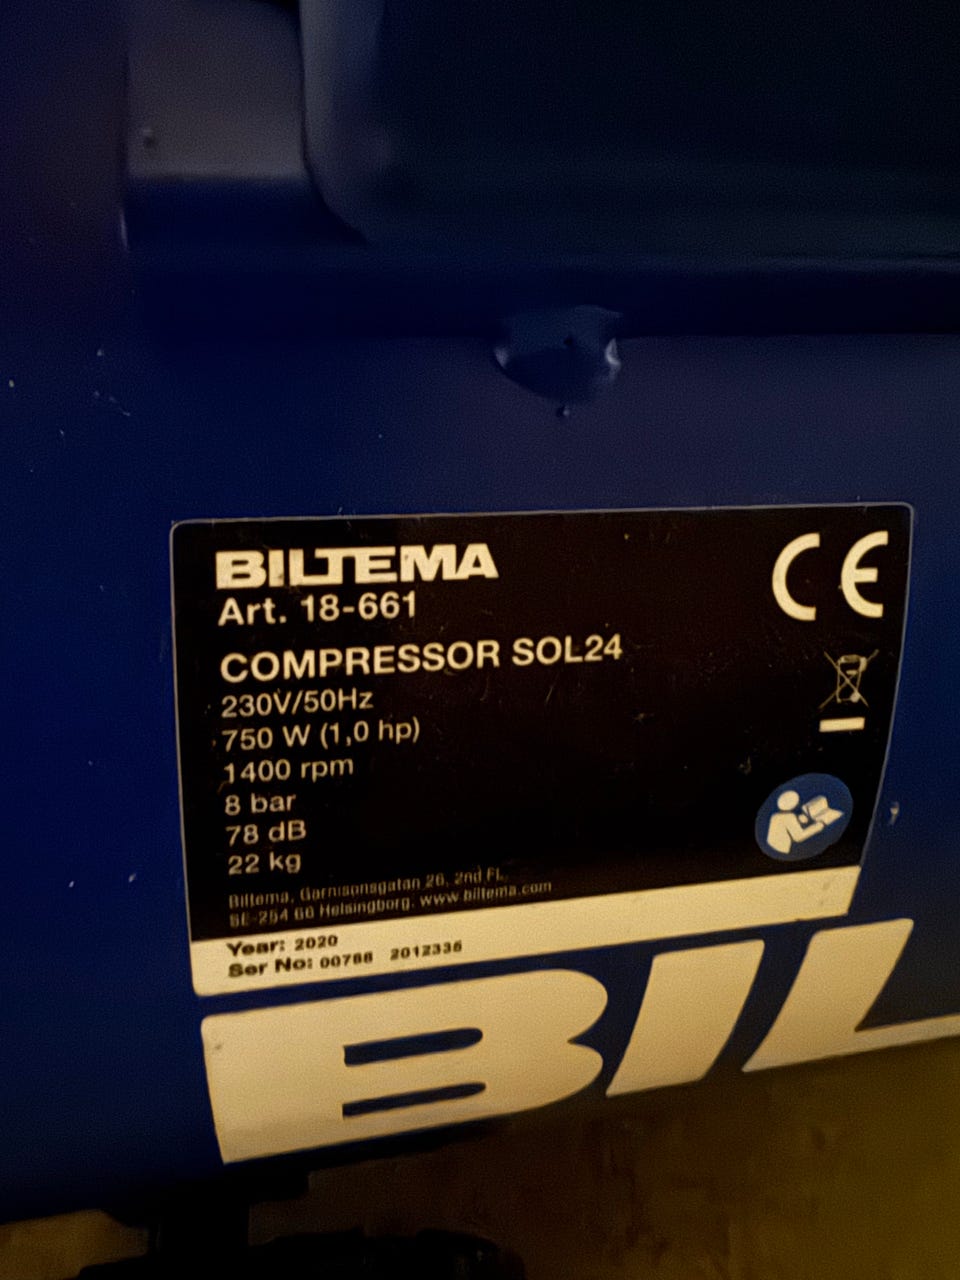 BILTEMA
Art. 18-661
CE
COMPRESSOR SOL24
230V/50Hz
750 W (1,0 hp)
1400 rpm
8 bar
78 dB
22 kg
Biltema, Garnisonsgatan 26, 2nd FL.
SE-254 66 Helsingborg. www.biltema.com
Year: 2020
Ser No: 00788 2012336
BIL